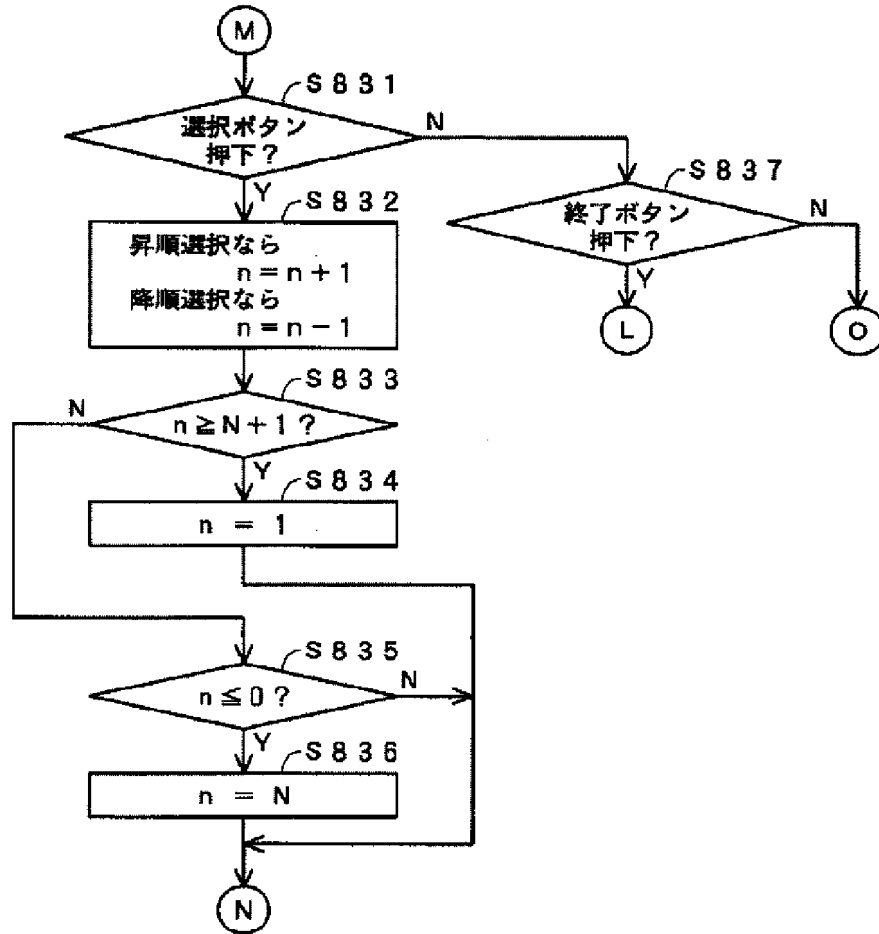 M
S831
選択ボタン
押下?
N
Y
S832
昇順選択なら
n=n+1
降順選択なら
n=n-1
S837
終了ボタン
押下?
N
Y
L
O
S833
n≧N+1?
N
Y
S834
n = 1
S835
n≦0?
N
Y
S836
n = N
N